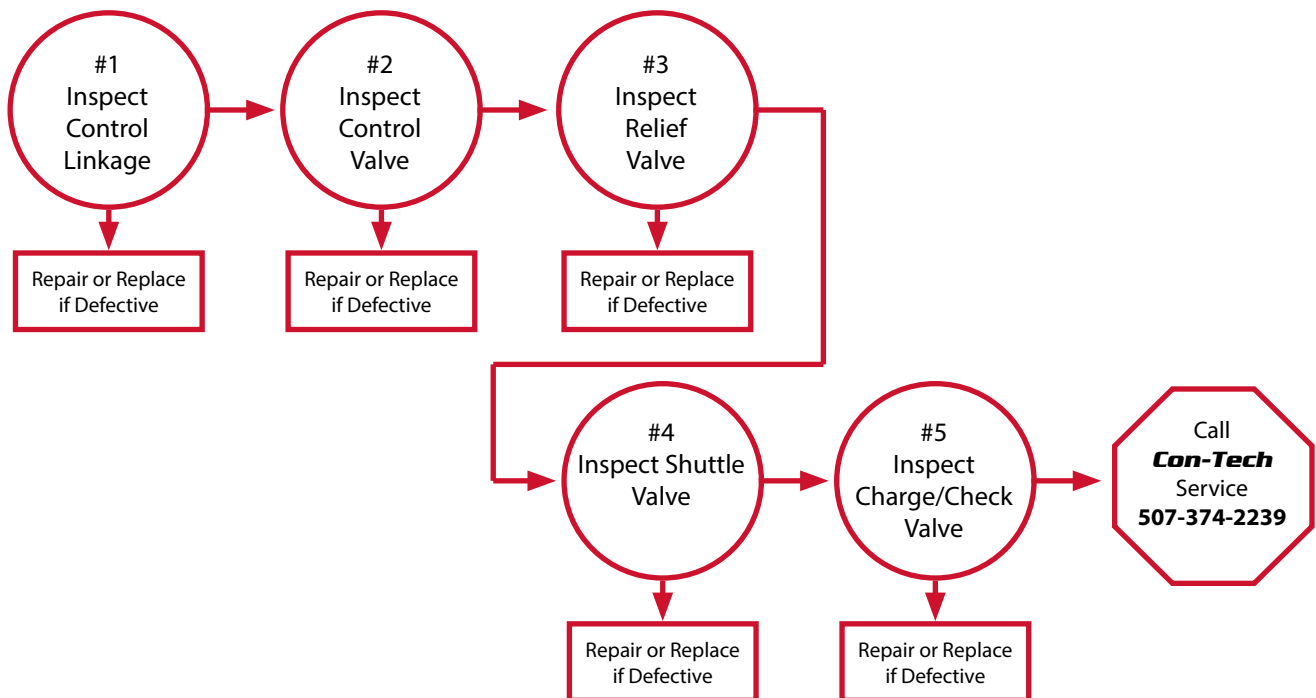 #1
Inspect
Control
Linkage
#2
Inspect
Control
Valve
#3
Inspect
Relief
Valve
Repair or Replace
if Defective
Repair or Replace
if Defective
Repair or Replace
if Defective
#4
Inspect Shuttle
Valve
#5
Inspect
Charge/Check
Valve
Call
Con-Tech
Service
507-374-2239
Repair or Replace
if Defective
Repair or Replace
if Defective